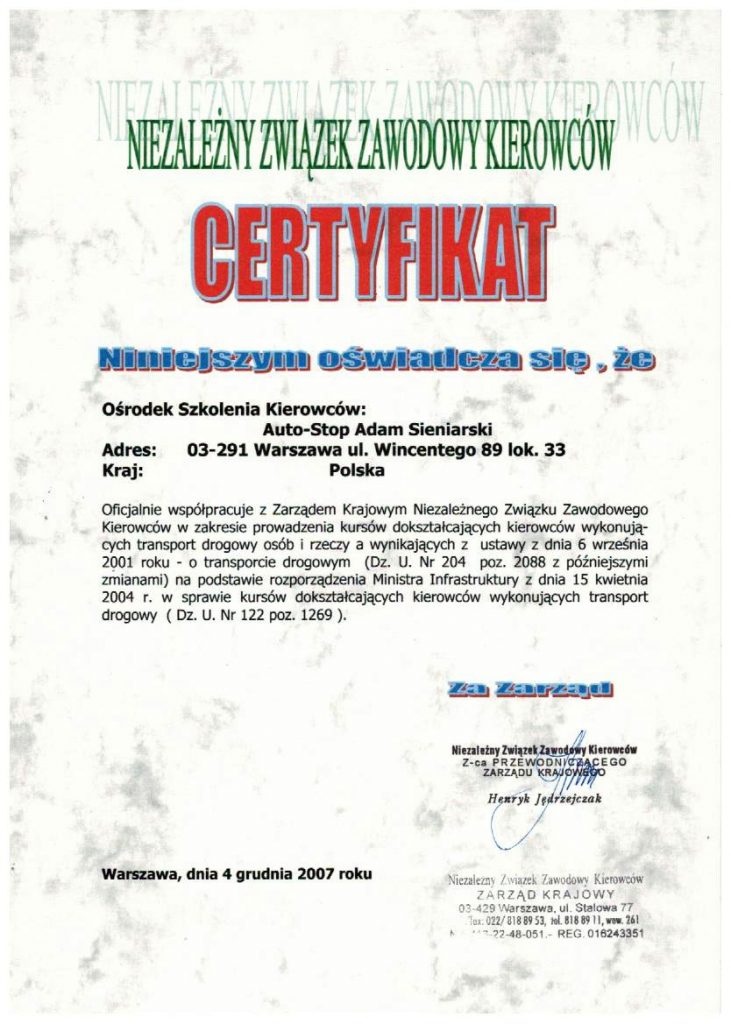 NIEZALEŻNY ZWIĄZEK ZAWODOWY KIEROWCÓW
NIEZALEŻNY ZWIĄZEK ZAWODOWY KIEROWCÓW
CERTYFIKAT
Niniejszym oświadcza się , że
Ośrodek Szkolenia Kierowców:
Auto-Stop Adam Sieniarski
Adres: 03-291 Warszawa ul. Wincentego 89 lok. 33
Kraj: Polska
Oficjalnie współpracuje z Zarządem Krajowym Niezależnego Związku Zawodowego
Kierowców w zakresie prowadzenia kursów dokształcających kierowców wykonują-
cych transport drogowy osób i rzeczy a wynikających z ustawy z dnia 6 września
2001 roku - o transporcie drogowym (Dz. U. Nr 204 poz. 2088 z późniejszymi
zmianami) na podstawie rozporządzenia Ministra Infrastruktury z dnia 15 kwietnia
2004 r. w sprawie kursów dokształcających kierowców wykonujących transport
drogowy ( Dz. U. Nr 122 poz. 1269 ).
Za Zarząd
Niezależny Związek Zawodowy Kierowców
Z-ca PRZEWODNICZĄCEGO
ZARZĄDU KRAJOWEGO
Henryk Jędrzejczak
Warszawa, dnia 4 grudnia 2007 roku
Niezależny Związek Zawodowy Kierowców
ZARZĄD KRAJOWY
03-429 Warszawa, ul. Stalowa 77
fax: 022/ 818 89 53, tel. 818 89 11, wew. 261
-22-48-051.- REG. 016243351